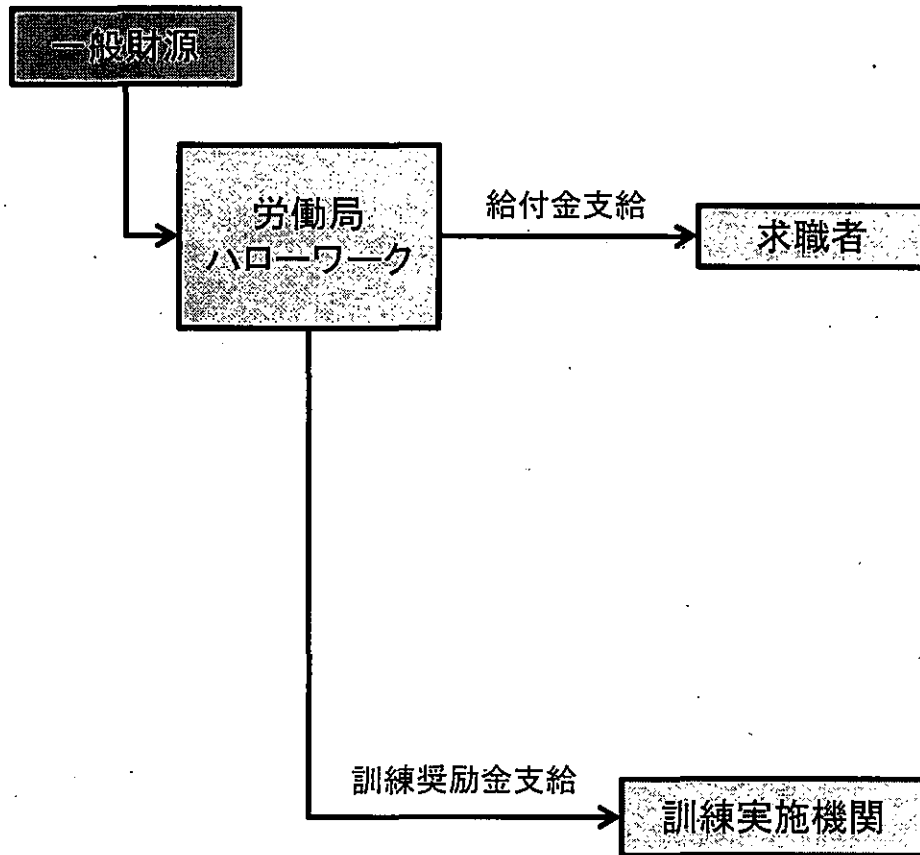 一般財源
労働局
ハローワーク
給付金支給
求職者
訓練奨励金支給
訓練実施機関